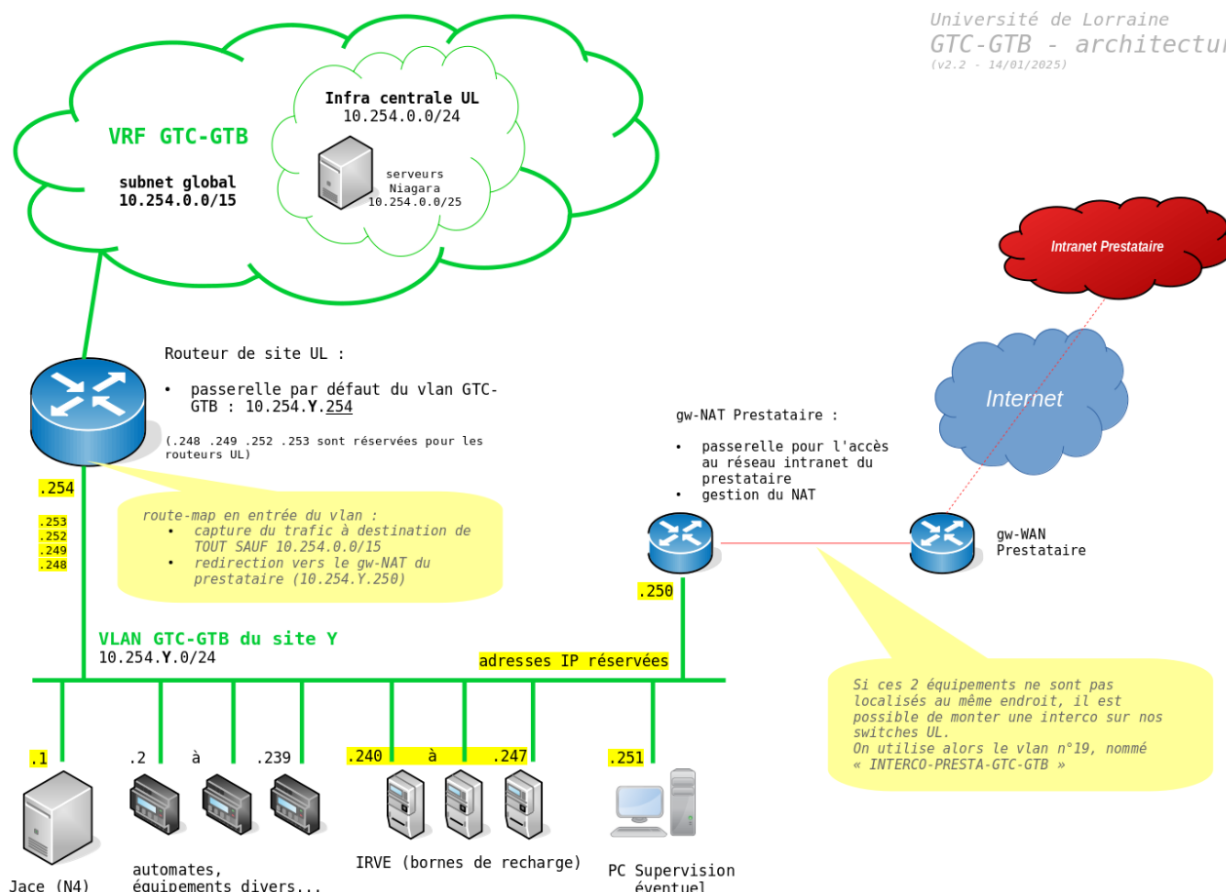 Université de Lorraine
GTC-GTB - architectur
(v2.2 - 14/01/2025)
Infra centrale UL
10.254.0.0/24
VRF GTC-GTB
subnet global
10.254.0.0/15
serveurs
Niagara
10.254.0.0/25
Intranet Prestataire
Internet
Routeur de site UL :
• passerelle par défaut du vlan GTC-
GTB : 10.254.Y.254
(.248 .249 .252 .253 sont réservées pour les
routeurs UL)
gw-NAT Prestataire :
• passerelle pour l'accès
au réseau intranet du
prestataire
• gestion du NAT
gw-WAN
Prestataire
.254
.253
.252
.249
.248
route-map en entrée du vlan :
• capture du trafic à destination de
TOUT SAUF 10.254.0.0/15
• redirection vers le gw-NAT du
prestataire (10.254.Y.250)
.250
VLAN GTC-GTB du site Y
10.254.Y.0/24
adresses IP réservées
Si ces 2 équipements ne sont pas
localisés au même endroit, il est
possible de monter une interco sur nos
switches UL.
On utilise alors le vlan n°19, nommé
« INTERCO-PRESTA-GTC-GTB »
.1
.2 à .239
.240 à .247
.251
Jace (N4)
automates,
équipements divers...
IRVE (bornes de recharge)
PC Supervision
éventuel